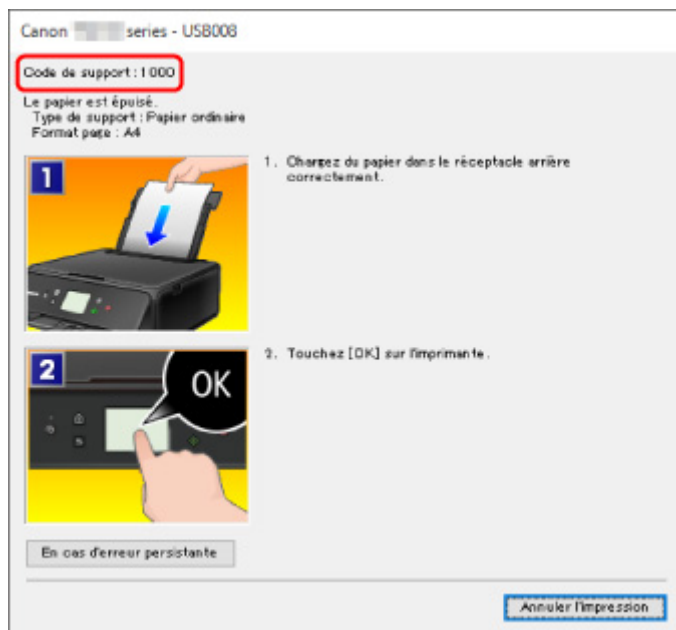 Canon series - USB008
Code de support : 1000
Le papier est épuisé.
Type de support : Papier ordinaire
Format page : A4
1
1. Chargez du papier dans le réceptacle arrière
correctement.
2
OK
2. Touchez [OK] sur l'imprimante.
En cas d'erreur persistante
Annuler l'impression